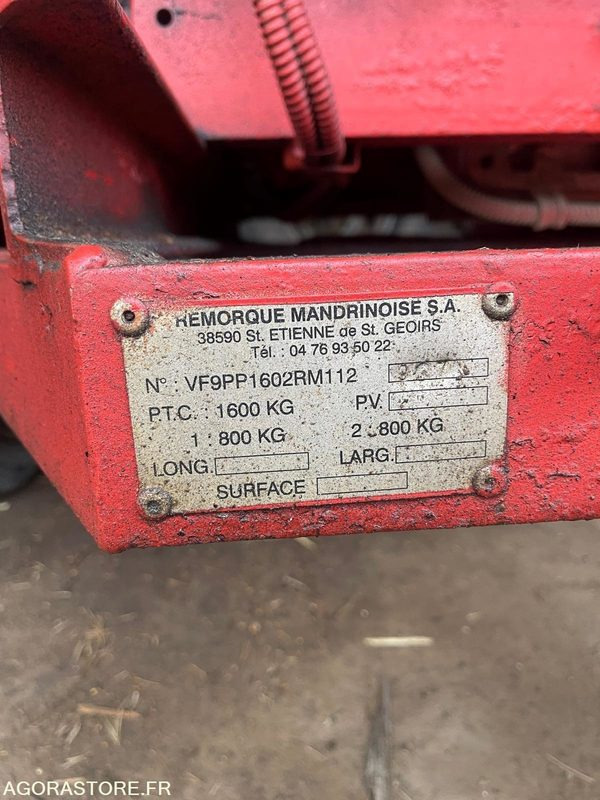 REMORQUE MANDRINOISE S.A.
38590 St. ETIENNE de St. GEOIRS
Tél. : 04 76 93 50 22
N° : VF9PP1602RM112
P.T.C. : 1600 KG P.V.
1 : 800 KG 2 : 800 KG
LONG. LARG.
SURFACE
AGORASTORE.FR